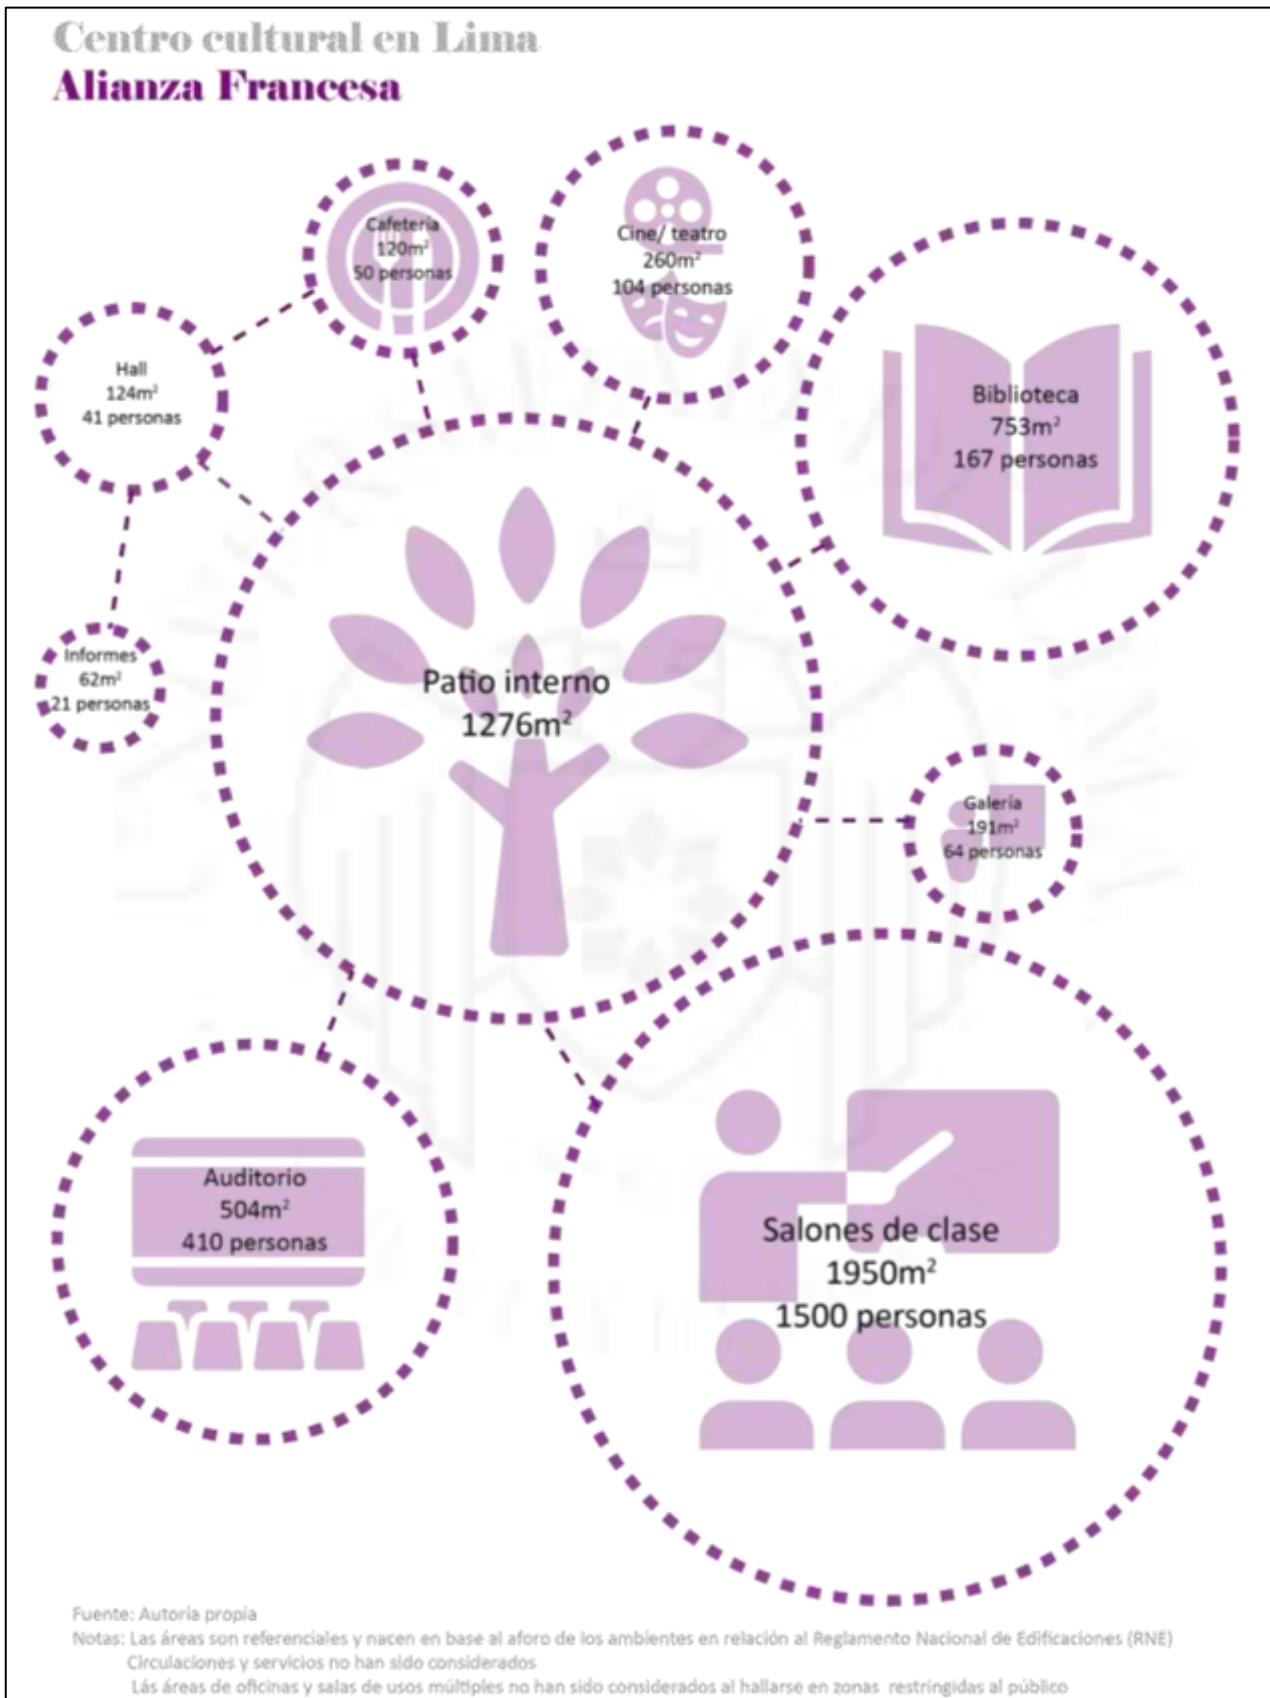 Centro cultural en Lima
Alianza Francesa
Cafetería
120m²
50 personas
Cine/ teatro
260m²
104 personas
Hall
124m²
41 personas
Biblioteca
753m²
167 personas
Informes
62m²
21 personas
Patio interno
1276m²
Galería
191m²
64 personas
Auditorio
504m²
410 personas
Salones de clase
1950m²
1500 personas
Fuente: Autoría propia
Notas: Las áreas son referenciales y nacen en base al aforo de los ambientes en relación al Reglamento Nacional de Edificaciones (RNE)
Circulaciones y servicios no han sido considerados
Lás áreas de oficinas y salas de usos múltiples no han sido considerados al hallarse en zonas restringidas al público